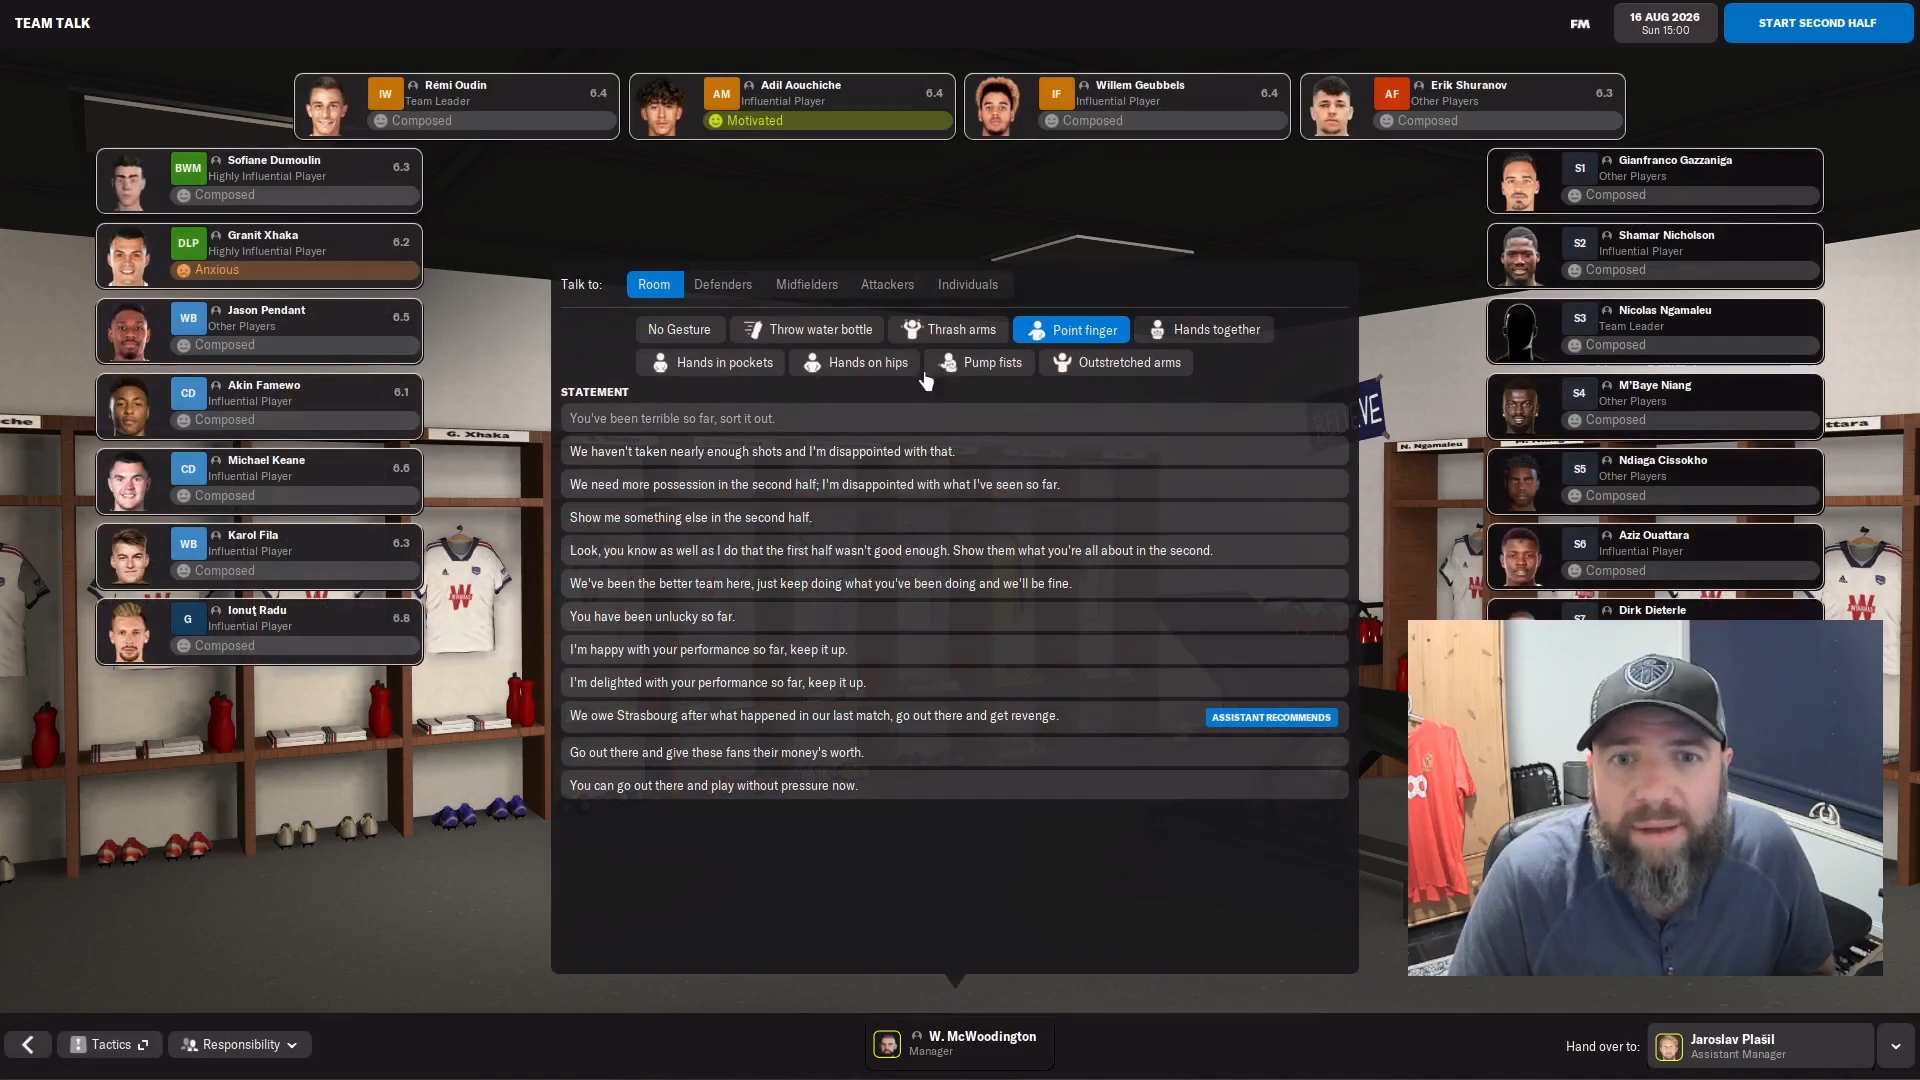 TEAM TALK
FM
16 AUG 2026
Sun 15:00
START SECOND HALF
IW
Rémi Oudin
Team Leader
6.4
Composed
AM
Adil Aouchiche
Influential Player
6.4
Motivated
IF
Willem Geubbels
Influential Player
6.4
Composed
AF
Erik Shuranov
Other Players
6.3
Composed
BWM
Sofiane Dumoulin
Highly Influential Player
6.3
Composed
DLP
Granit Xhaka
Highly Influential Player
6.2
Anxious
WB
Jason Pendant
Other Players
6.5
Composed
CD
Akin Famewo
Influential Player
6.1
Composed
CD
Michael Keane
Influential Player
6.6
Composed
WB
Karol Fila
Influential Player
6.3
Composed
G
Ionuț Radu
Influential Player
6.8
Composed
G. Xhaka
Talk to:
Room
Defenders
Midfielders
Attackers
Individuals
No Gesture
Throw water bottle
Thrash arms
Point finger
Hands together
Hands in pockets
Hands on hips
Pump fists
Outstretched arms
STATEMENT
You've been terrible so far, sort it out.
We haven't taken nearly enough shots and I'm disappointed with that.
We need more possession in the second half; I'm disappointed with what I've seen so far.
Show me something else in the second half.
Look, you know as well as I do that the first half wasn't good enough. Show them what you're all about in the second.
We've been the better team here, just keep doing what you've been doing and we'll be fine.
You have been unlucky so far.
I'm happy with your performance so far, keep it up.
I'm delighted with your performance so far, keep it up.
We owe Strasbourg after what happened in our last match, go out there and get revenge.
ASSISTANT RECOMMENDS
Go out there and give these fans their money's worth.
You can go out there and play without pressure now.
BELIEVE
N. Ngamaleu
S1
Gianfranco Gazzaniga
Other Players
Composed
S2
Shamar Nicholson
Influential Player
Composed
S3
Nicolas Ngamaleu
Team Leader
Composed
S4
M'Baye Niang
Other Players
Composed
S5
Ndiaga Cissokho
Other Players
Composed
S6
Aziz Ouattara
Influential Player
Composed
S7
Dirk Dieterle
Tactics
Responsibility
W. McWoodington
Manager
Hand over to:
Jaroslav Plašil
Assistant Manager